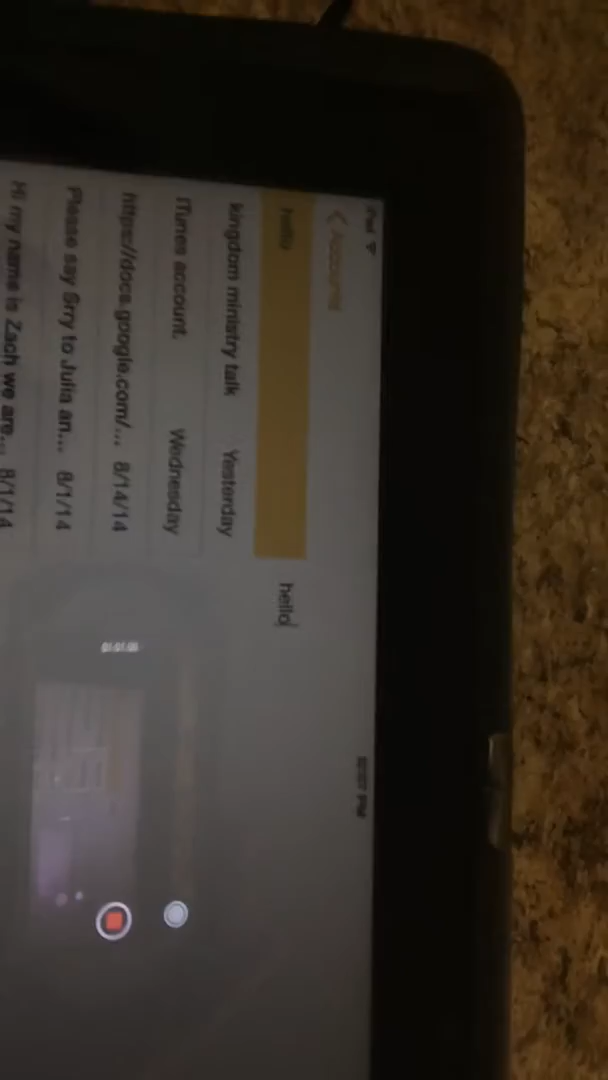 iPad
Accounts
hello
kingdom ministry talk Yesterday
iTunes account. Wednesday
https://docs.google.com/... 8/14/14
Please say Srry to Julia an... 8/1/14
Hi my name is Zach we are... 8/1/14
hello